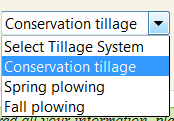 Conservation tillage
Select Tillage System
Conservation tillage
Spring plowing
Fall plowing